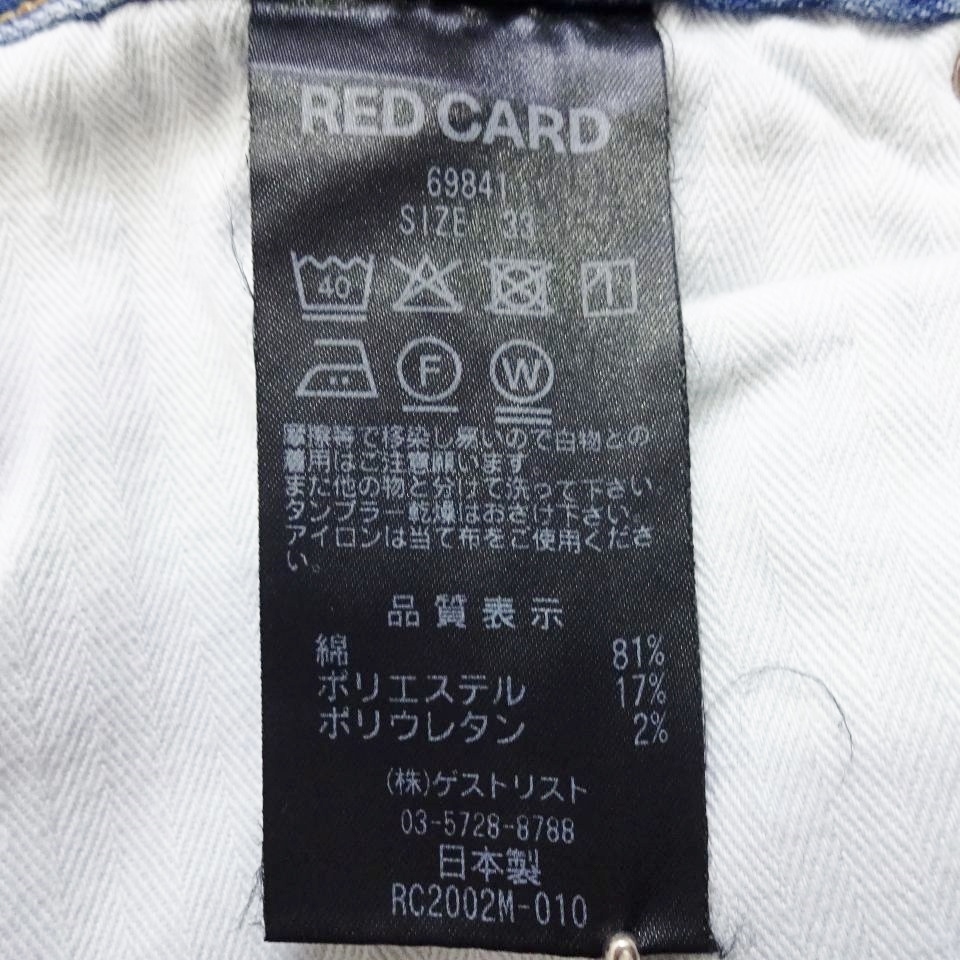 RED CARD
69841
SIZE 33
40
F W
摩擦等で移染し易いので白物との
着用はご注意願います。
また他の物と分けて洗って下さい。
タンブラー乾燥はおさけ下さい。
アイロンは当て布をご使用くださ
い。
品質表示
綿 81%
ポリエステル 17%
ポリウレタン 2%
(株)ゲストリスト
03-5728-8788
日本製
RC2002M-010